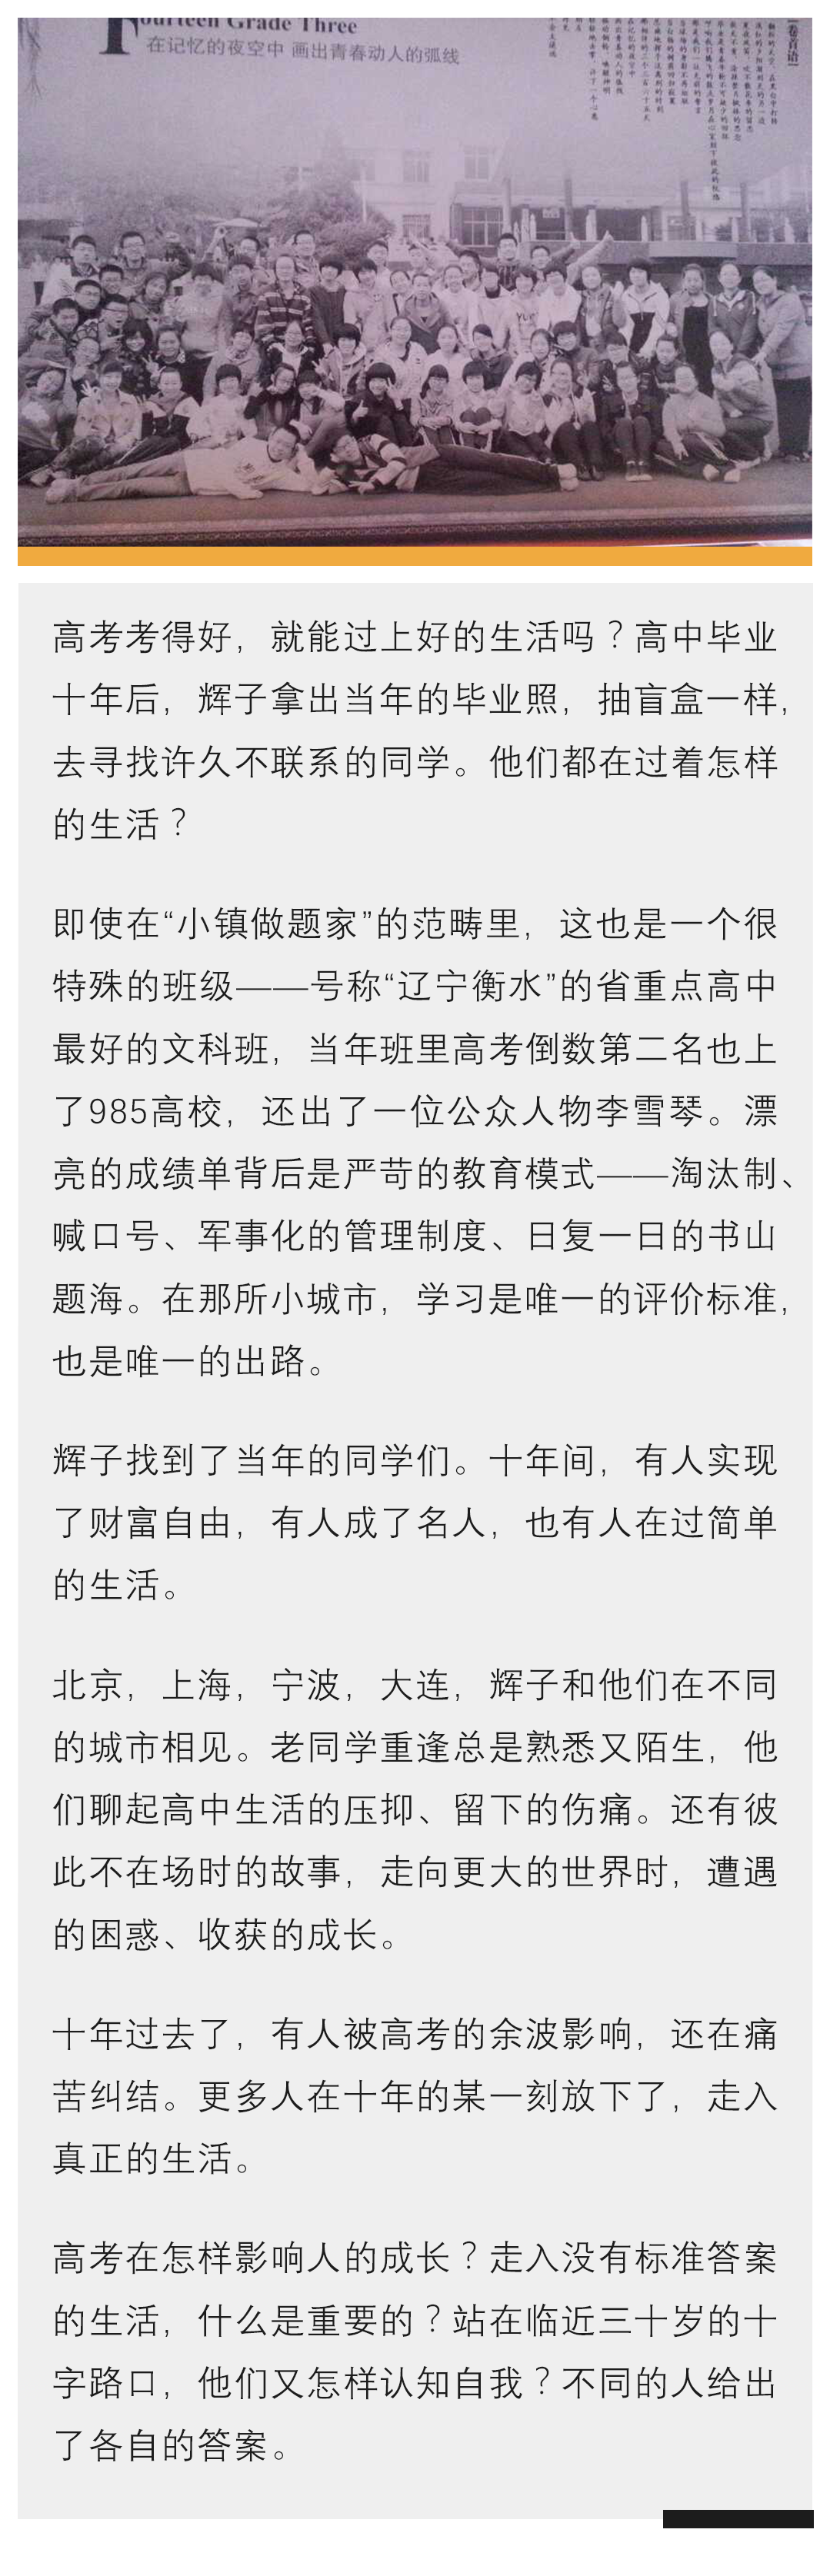 Fourteen Grade Three
在记忆的夜空中 画出青春动人的弧线
卷首语
高考考得好，就能过上好的生活吗？高中毕业
十年后，辉子拿出当年的毕业照，抽盲盒一样，
去寻找许久不联系的同学。他们都在过着怎样
的生活？
即使在“小镇做题家”的范畴里，这也是一个很
特殊的班级——号称“辽宁衡水”的省重点高中
最好的文科班，当年班里高考倒数第二名也上
了985高校，还出了一位公众人物李雪琴。漂
亮的成绩单背后是严苛的教育模式——淘汰制、
喊口号、军事化的管理制度、日复一日的书山
题海。在那所小城市，学习是唯一的评价标准，
也是唯一的出路。
辉子找到了当年的同学们。十年间，有人实现
了财富自由，有人成了名人，也有人在过简单
的生活。
北京，上海，宁波，大连，辉子和他们在不同
的城市相见。老同学重逢总是熟悉又陌生，他
们聊起高中生活的压抑、留下的伤痛。还有彼
此不在场时的故事，走向更大的世界时，遭遇
的困惑、收获的成长。
十年过去了，有人被高考的余波影响，还在痛
苦纠结。更多人在十年的某一刻放下了，走入
真正的生活。
高考在怎样影响人的成长？走入没有标准答案
的生活，什么是重要的？站在临近三十岁的十
字路口，他们又怎样认知自我？不同的人给出
了各自的答案。